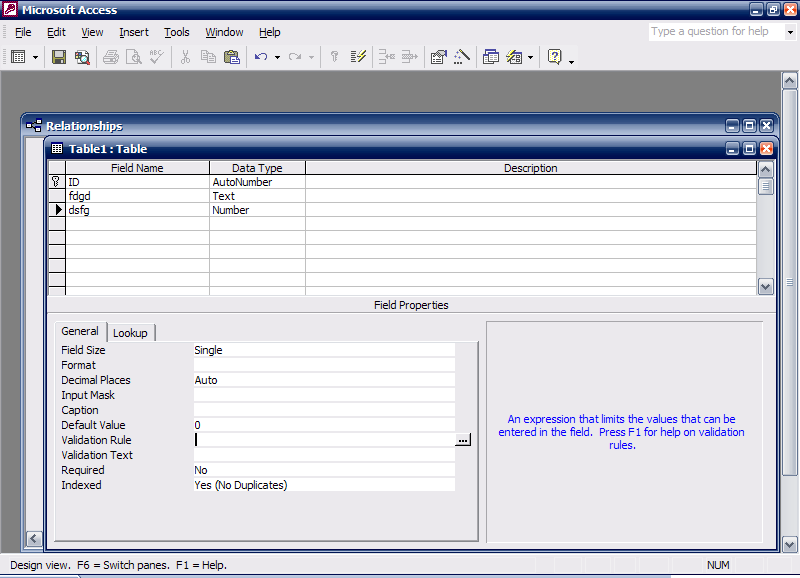 Microsoft Access
File Edit View Insert Tools Window Help Type a question for help
Relationships
Table1 : Table
Field Name Data Type Description
ID AutoNumber
fdgd Text
dsfg Number
Field Properties
General Lookup
Field Size Single
Format
Decimal Places Auto
Input Mask
Caption
Default Value 0
Validation Rule ...
Validation Text
Required No
Indexed Yes (No Duplicates)
An expression that limits the values that can be
entered in the field. Press F1 for help on validation
rules.
Design view. F6 = Switch panes. F1 = Help. NUM